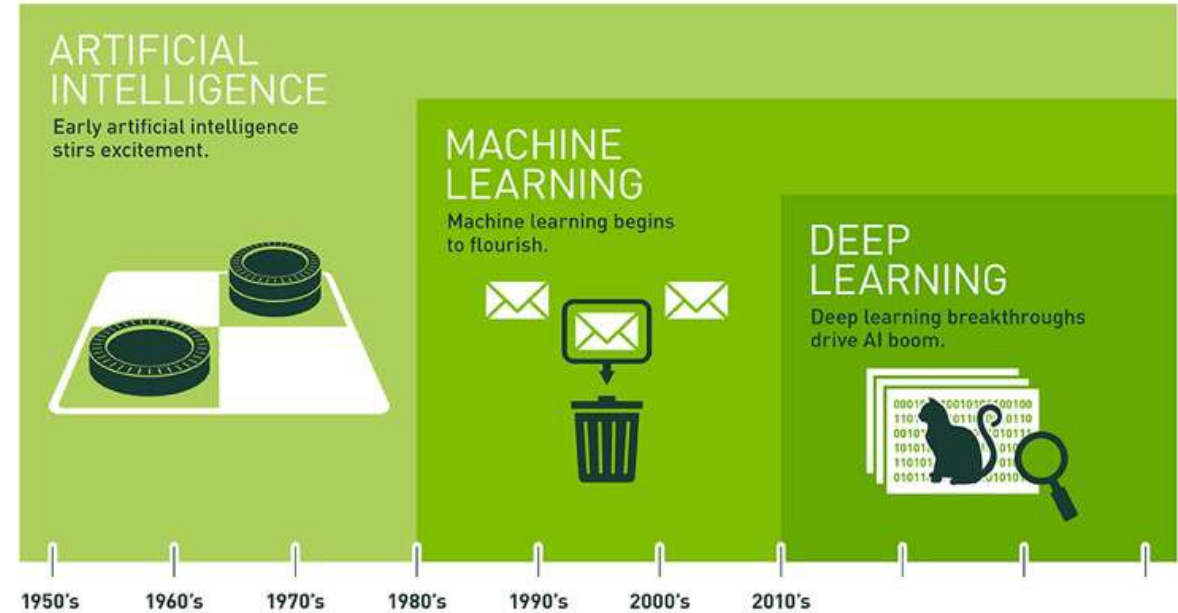 ARTIFICIAL
INTELLIGENCE
Early artificial intelligence
stirs excitement.
MACHINE
LEARNING
Machine learning begins
to flourish.
DEEP
LEARNING
Deep learning breakthroughs
drive AI boom.
1950's 1960's 1970's 1980's 1990's 2000's 2010's